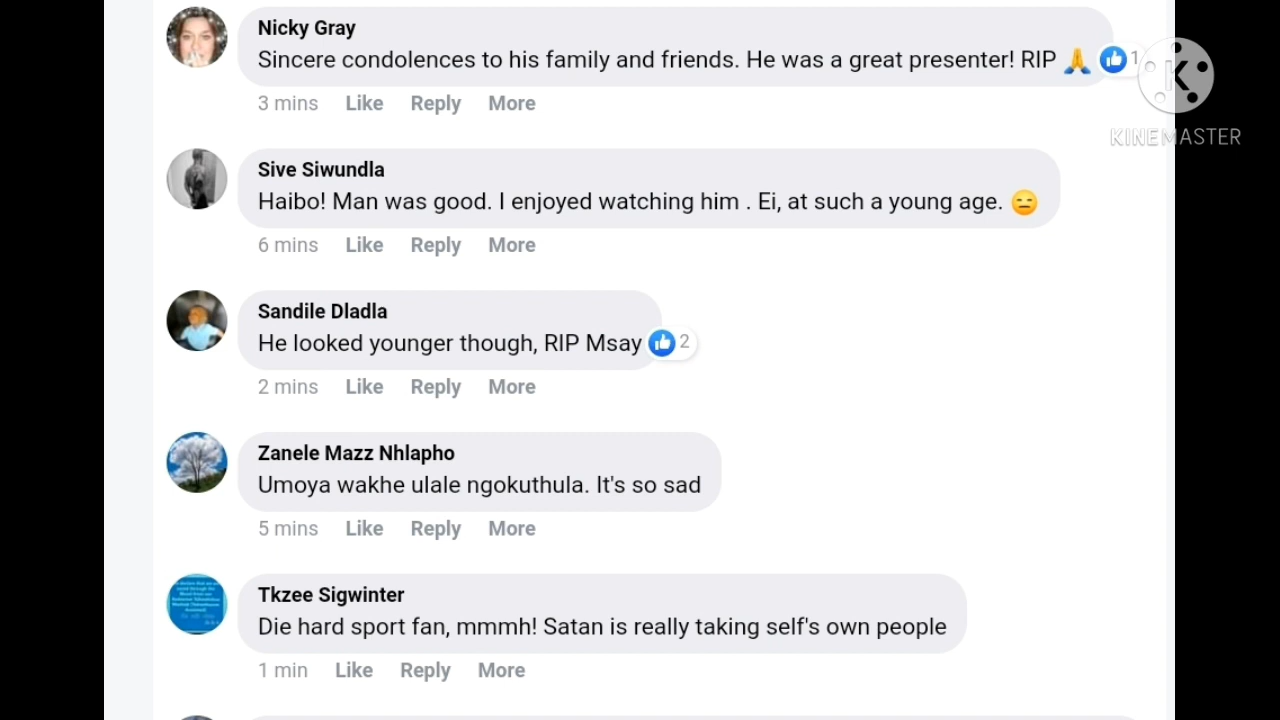 Nicky Gray
Sincere condolences to his family and friends. He was a great presenter! RIP 🙏 1
3 mins Like Reply More
K
KINEMASTER
Sive Siwundla
Haibo! Man was good. I enjoyed watching him . Ei, at such a young age. 😑
6 mins Like Reply More
Sandile Dladla
He looked younger though, RIP Msay 2
2 mins Like Reply More
Zanele Mazz Nhlapho
Umoya wakhe ulale ngokuthula. It's so sad
5 mins Like Reply More
Tkzee Sigwinter
Die hard sport fan, mmmh! Satan is really taking self's own people
1 min Like Reply More